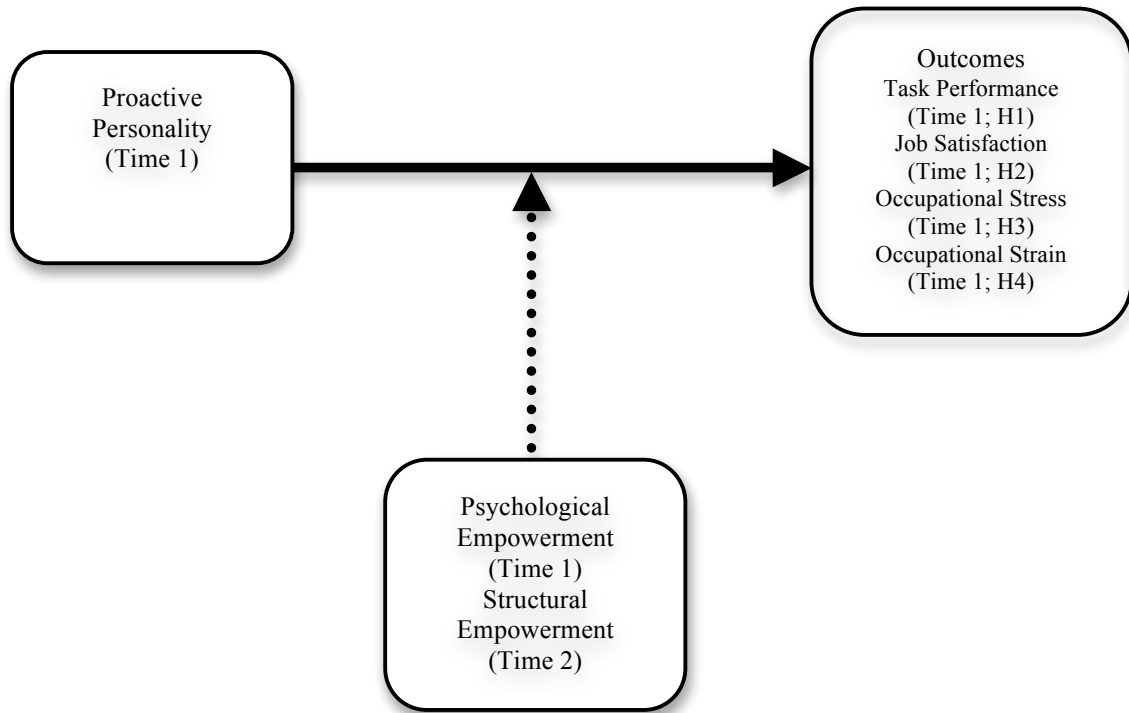 Proactive
Personality
(Time 1)
Outcomes
Task Performance
(Time 1; H1)
Job Satisfaction
(Time 1; H2)
Occupational Stress
(Time 1; H3)
Occupational Strain
(Time 1; H4)
Psychological
Empowerment
(Time 1)
Structural
Empowerment
(Time 2)